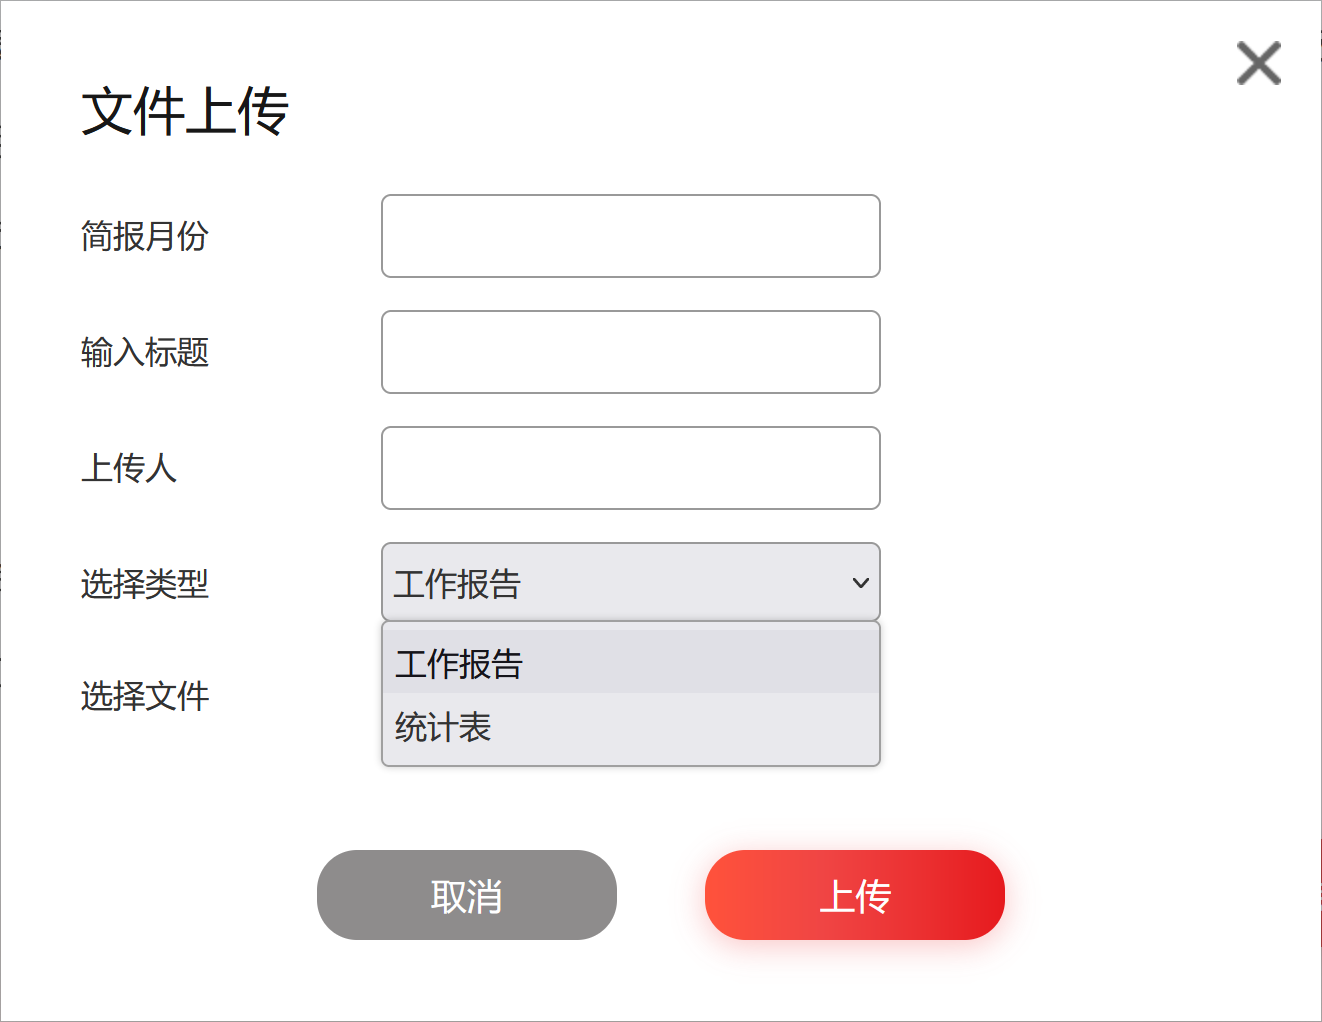 文件上传
简报月份
输入标题
上传人
选择类型
工作报告
工作报告
选择文件
统计表
取消
上传